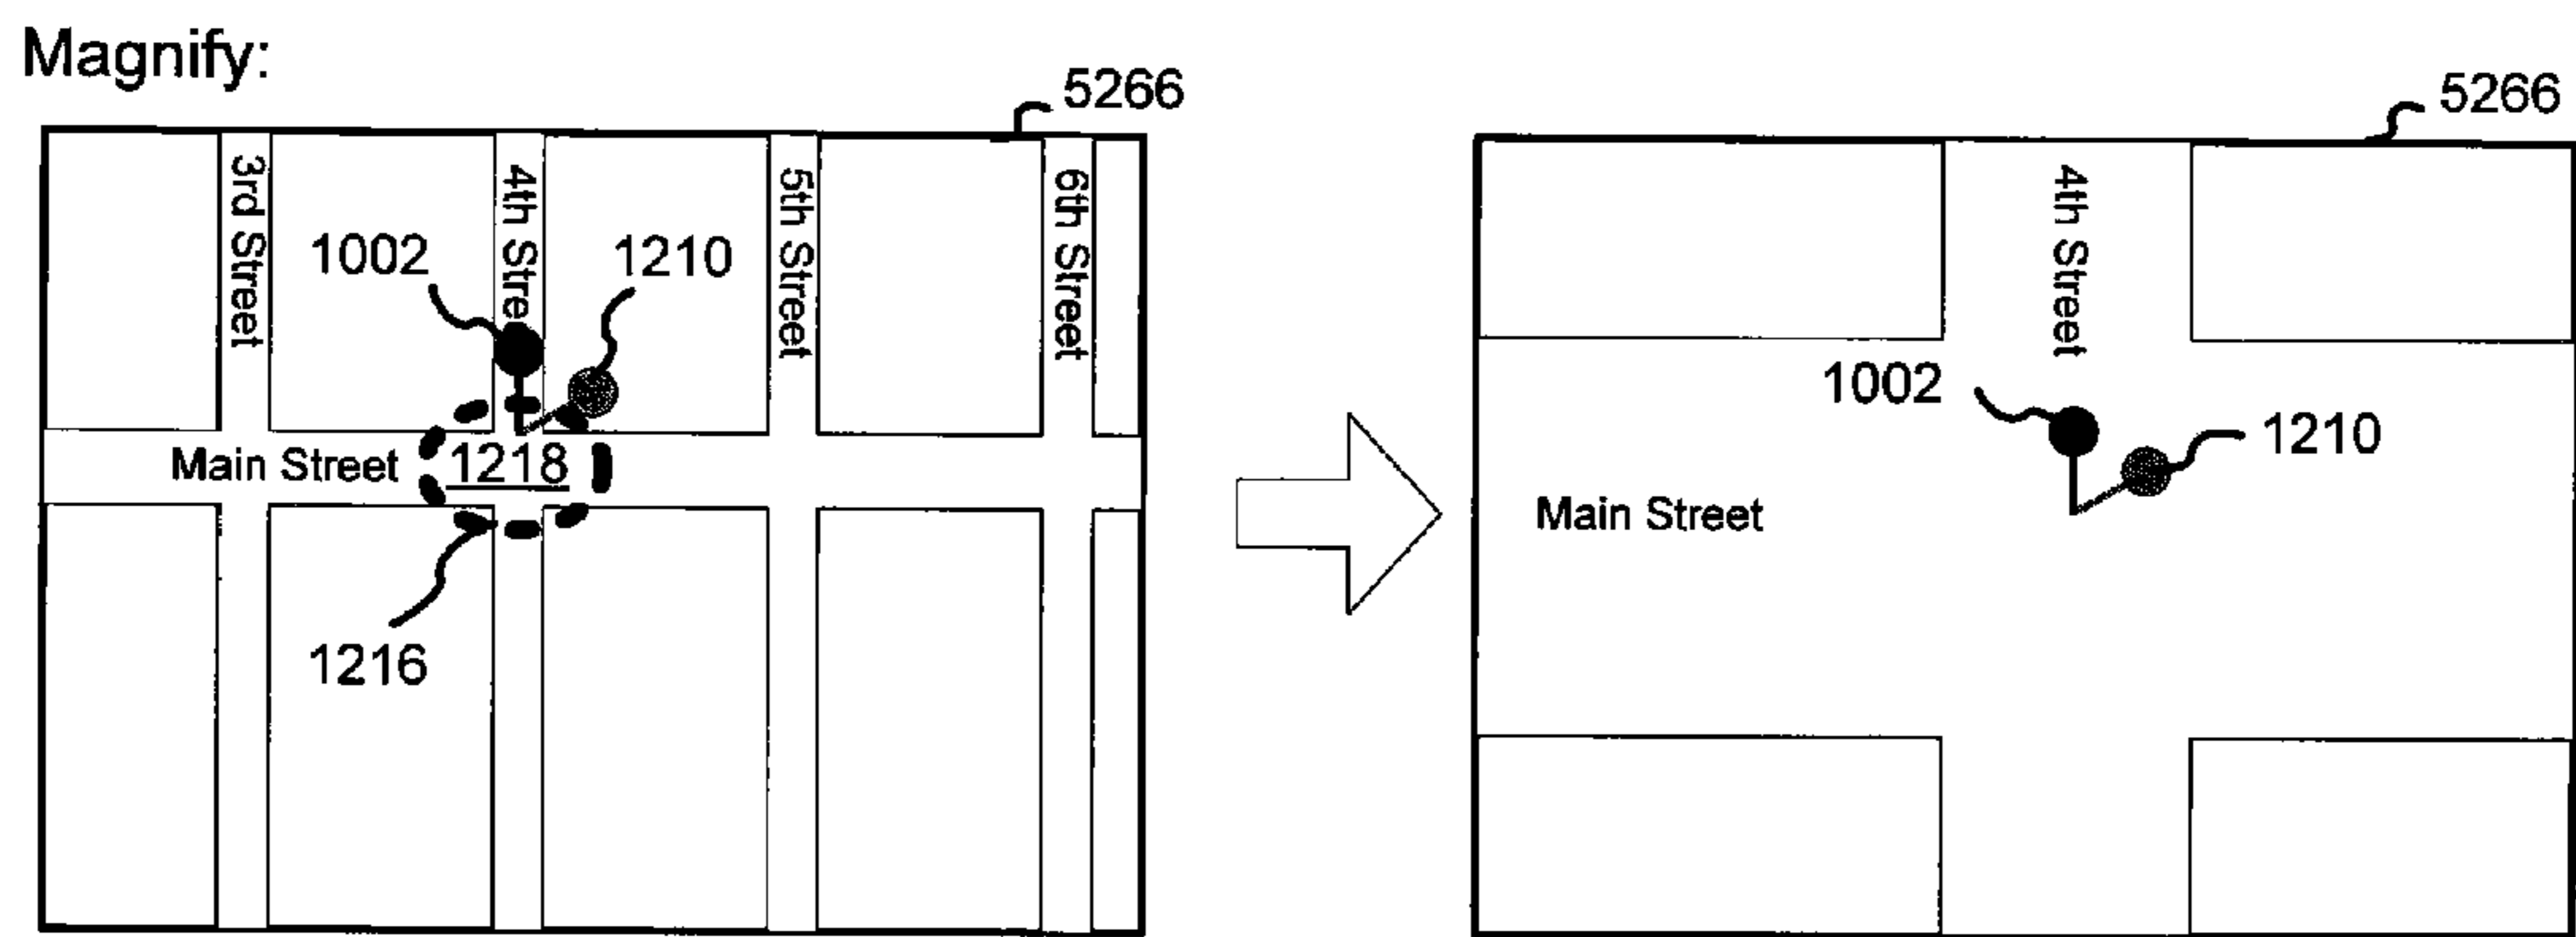 Magnify:
5266
5266
3rd Street
4th Stre
5th Street
6th Street
4th Street
1002
1210
1002
1210
Main Street
1218
Main Street
1216